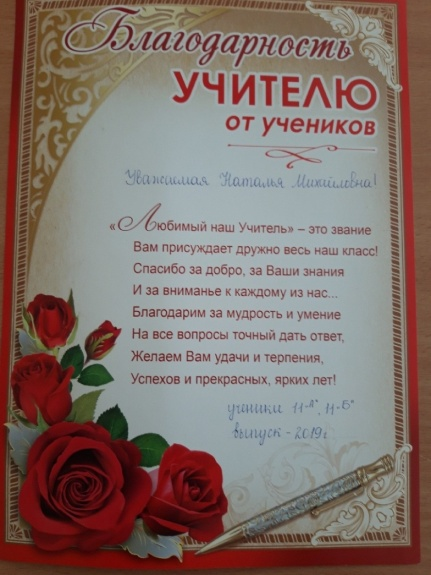 Благодарность
УЧИТЕЛЮ
от учеников
Уважаемая Наталья Михайловна!
«Любимый наш Учитель» – это звание
Вам присуждает дружно весь наш класс!
Спасибо за добро, за Ваши знания
И за вниманье к каждому из нас...
Благодарим за мудрость и умение
На все вопросы точный дать ответ,
Желаем Вам удачи и терпения,
Успехов и прекрасных, ярких лет!
ученики 11-"А", 11-"Б"
выпуск - 2019г